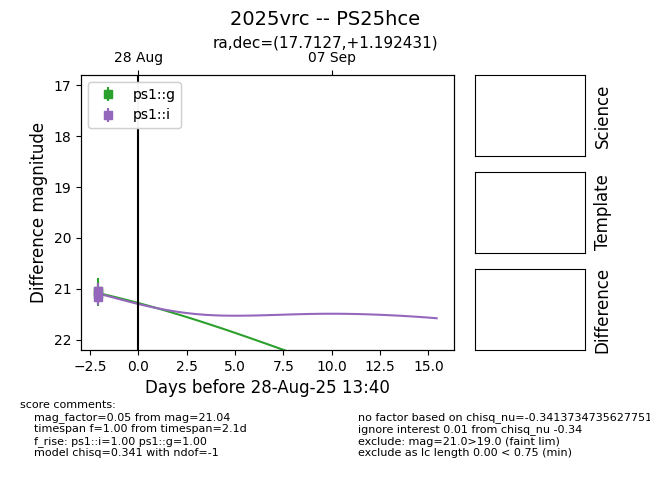 2025vrc -- PS25hce
ra,dec=(17.7127,+1.192431)
28 Aug
07 Sep
ps1::g
ps1::i
17
18
19
20
21
22
Difference magnitude
−2.5
0.0
2.5
5.0
7.5
10.0
12.5
15.0
Days before 28-Aug-25 13:40
Science
Template
Difference
score comments:
mag_factor=0.05 from mag=21.04
timespan f=1.00 from timespan=2.1d
f_rise: ps1::i=1.00 ps1::g=1.00
model chisq=0.341 with ndof=-1
no factor based on chisq_nu=-0.3413734735627751
ignore interest 0.01 from chisq_nu -0.34
exclude: mag=21.0>19.0 (faint lim)
exclude as lc length 0.00 < 0.75 (min)